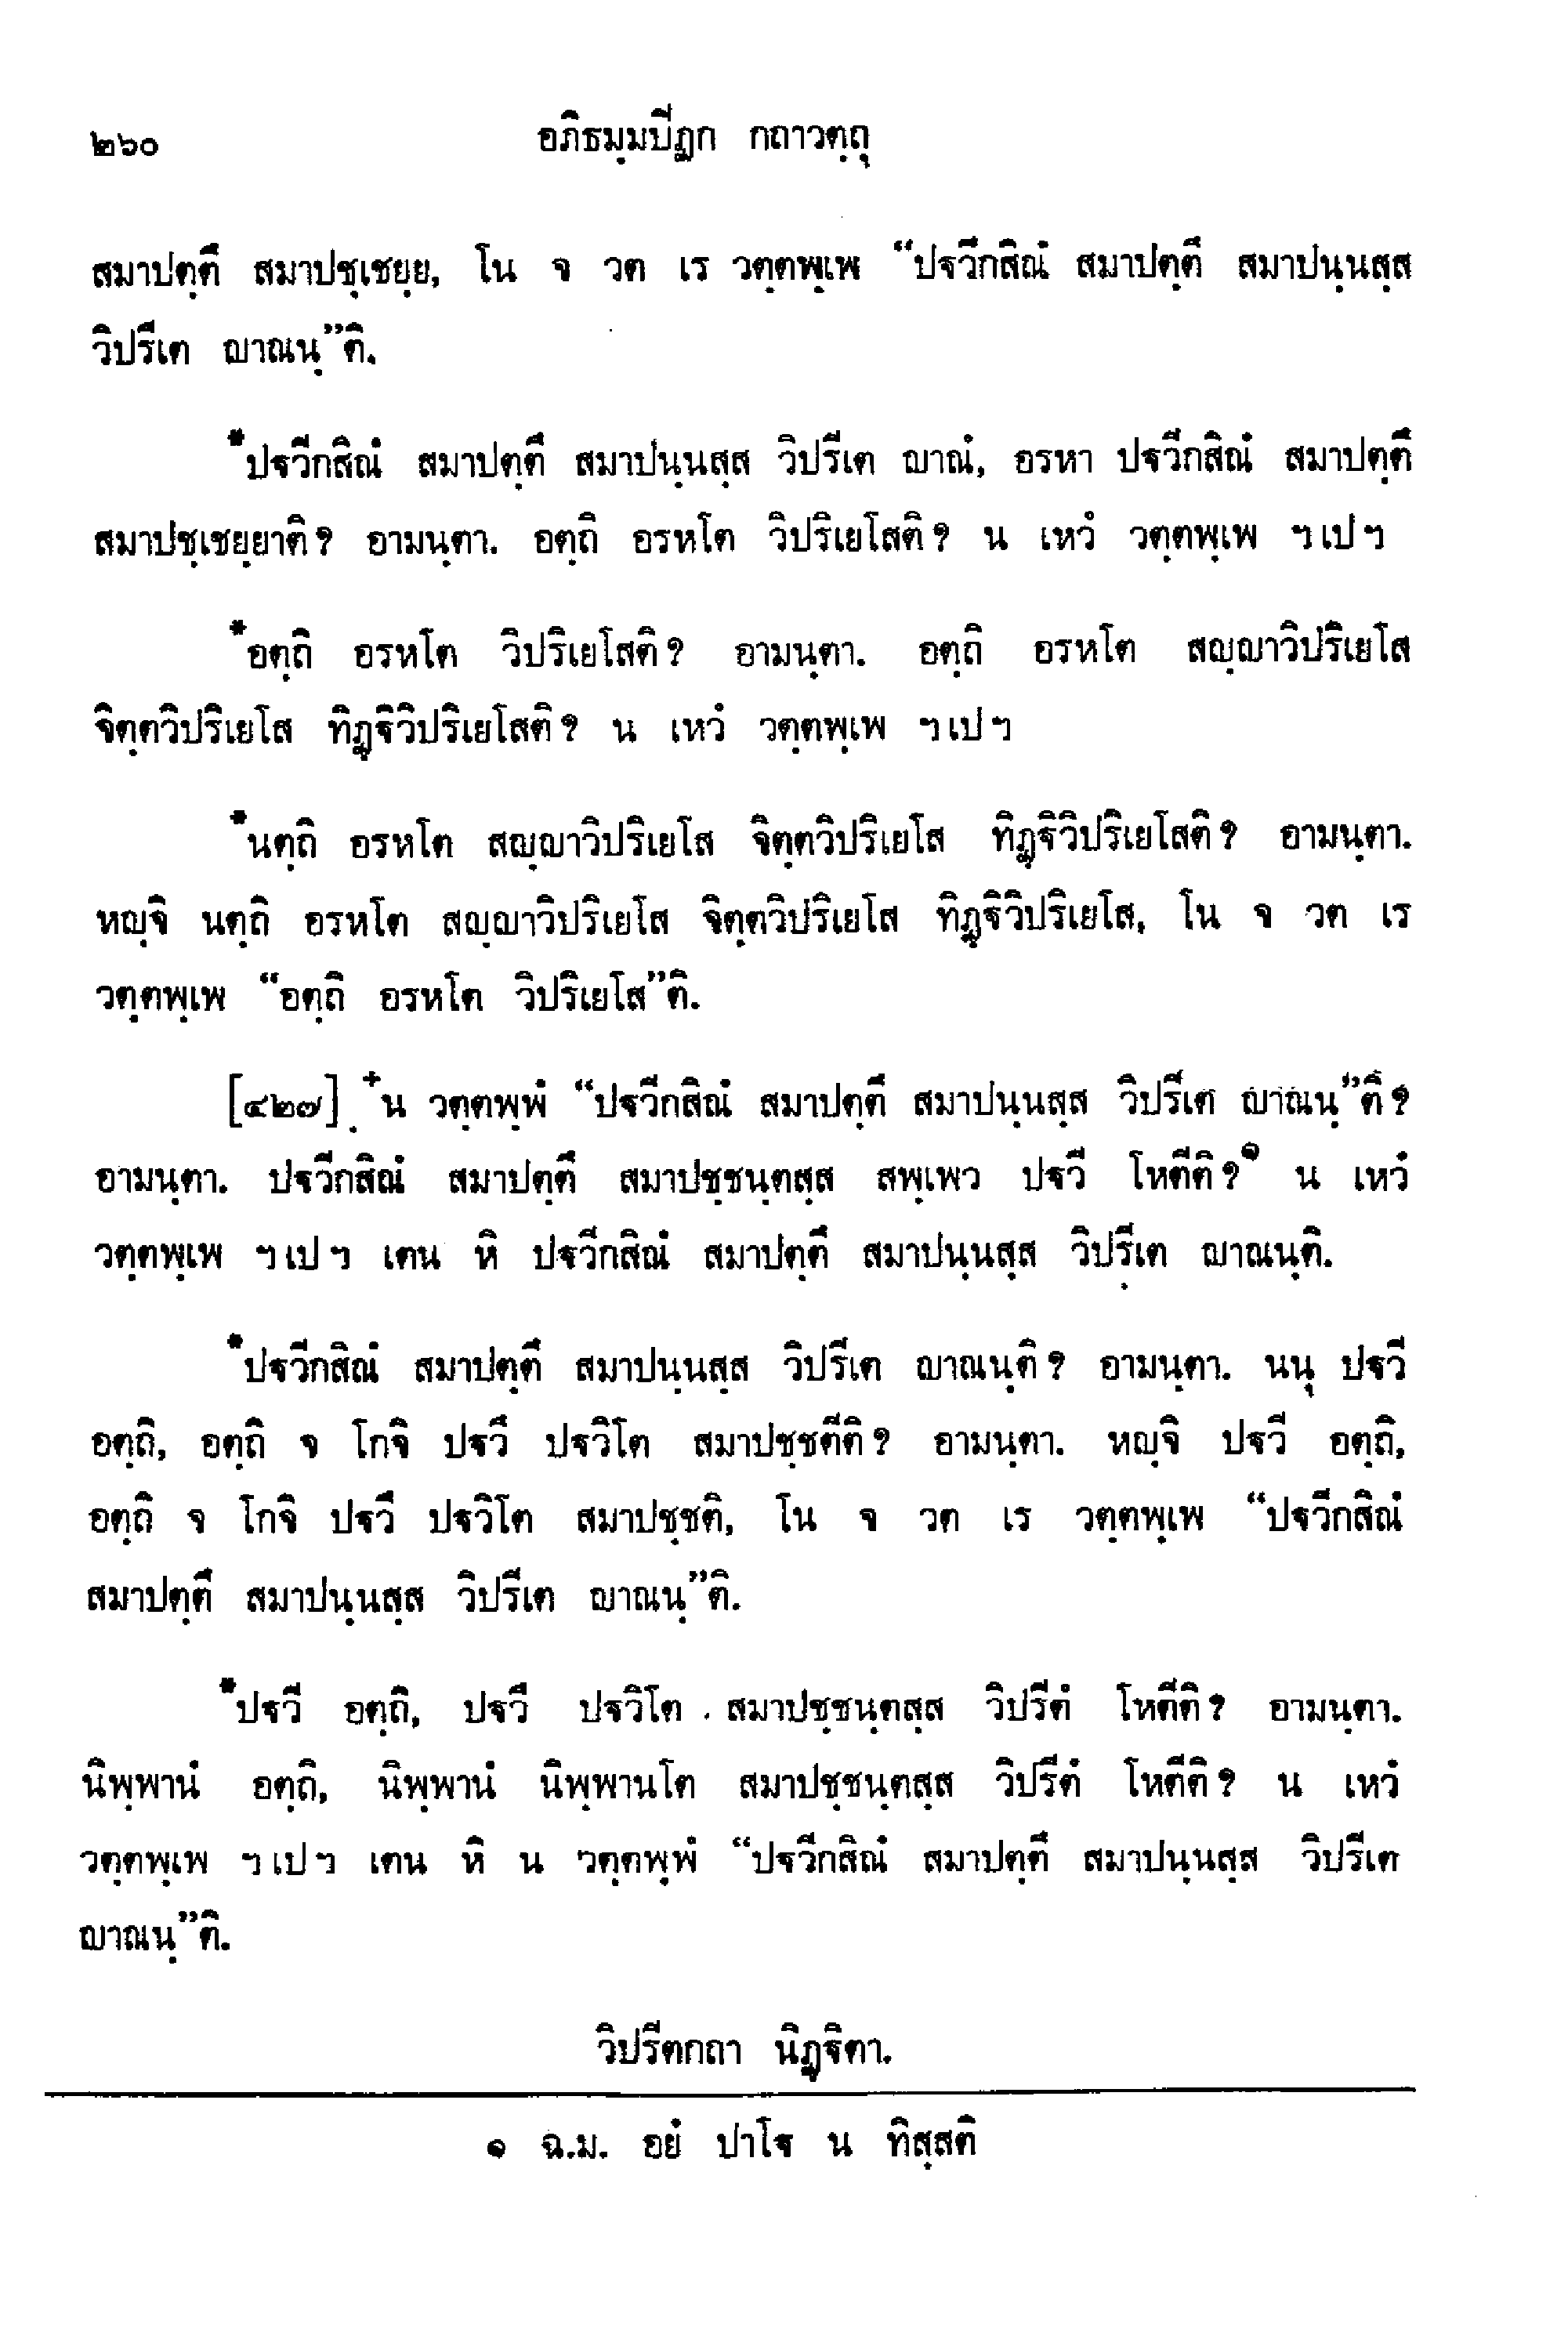 ๒๖๐ อภิธมฺมปิฏก กถาวตฺถุ
สมาปตฺตึ สมาปชฺเชยฺย, โน จ วต เร วตฺตพฺเพ “ปฐวีกสิณํ สมาปตฺตึ สมาปนฺนสฺส
วิปรีเต ญาณนฺ”ติ.
*ปฐวีกสิณํ สมาปตฺตึ สมาปนฺนสฺส วิปรีเต ญาณํ, อรหา ปฐวีกสิณํ สมาปตฺตึ
สมาปชฺเชยฺยาติ? อามนฺตา. อตฺถิ อรหโต วิปริเยโสติ? น เหวํ วตฺตพฺเพ ฯเปฯ
*อตฺถิ อรหโต วิปริเยโสติ? อามนฺตา. อตฺถิ อรหโต สญฺญาวิปริเยโส
จิตฺตวิปริเยโส ทิฏฺฐิวิปริเยโสติ? น เหวํ วตฺตพฺเพ ฯเปฯ
*นตฺถิ อรหโต สญฺญาวิปริเยโส จิตฺตวิปริเยโส ทิฏฺฐิวิปริเยโสติ? อามนฺตา.
หญฺจิ นตฺถิ อรหโต สญฺญาวิปริเยโส จิตฺตวิปริเยโส ทิฏฺฐิวิปริเยโส, โน จ วต เร
วตฺตพฺเพ “อตฺถิ อรหโต วิปริเยโส”ติ.
[๔๒๗] +น วตฺตพฺพํ “ปฐวีกสิณํ สมาปตฺตึ สมาปนฺนสฺส วิปรีเต ญาณนฺ”ติ?
อามนฺตา. ปฐวีกสิณํ สมาปตฺตึ สมาปชฺชนฺตสฺส สพฺเพว ปฐวี โหตีติ?๑ น เหวํ
วตฺตพฺเพ ฯเปฯ เตน หิ ปฐวีกสิณํ สมาปตฺตึ สมาปนฺนสฺส วิปรีเต ญาณนฺติ.
*ปฐวีกสิณํ สมาปตฺตึ สมาปนฺนสฺส วิปรีเต ญาณนฺติ? อามนฺตา. นนุ ปฐวี
อตฺถิ, อตฺถิ จ โกจิ ปฐวึ ปฐวิโต สมาปชฺชตีติ? อามนฺตา. หญฺจิ ปฐวี อตฺถิ,
อตฺถิ จ โกจิ ปฐวึ ปฐวิโต สมาปชฺชติ, โน จ วต เร วตฺตพฺเพ “ปฐวีกสิณํ
สมาปตฺตึ สมาปนฺนสฺส วิปรีเต ญาณนฺ”ติ.
*ปฐวี อตฺถิ, ปฐวึ ปฐวิโต สมาปชฺชนฺตสฺส วิปรีตํ โหตีติ? อามนฺตา.
นิพฺพานํ อตฺถิ, นิพฺพานํ นิพฺพานโต สมาปชฺชนฺตสฺส วิปรีตํ โหตีติ? น เหวํ
วตฺตพฺเพ ฯเปฯ เตน หิ น วตฺตพฺพํ “ปฐวีกสิณํ สมาปตฺตึ สมาปนฺนสฺส วิปรีเต
ญาณนฺ”ติ.
วิปรีตกถา นิฏฺฐิตา.
๑ ฉ.ม. อยํ ปาโฐ น ทิสฺสติ